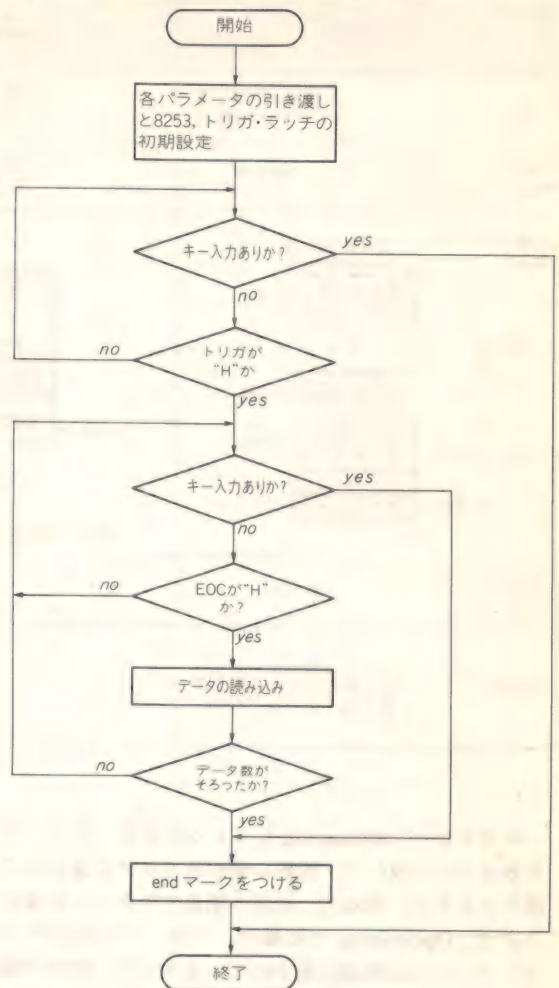 開始
各パラメータの引き渡し
と8253,トリガ・ラッチの
初期設定
キー入力ありか?
yes
no
トリガが
"H"か
no
yes
キー入力ありか?
yes
no
EOCが"H"
か?
no
yes
データの読み込み
データ数が
そろったか?
no
yes
endマークをつける
終了